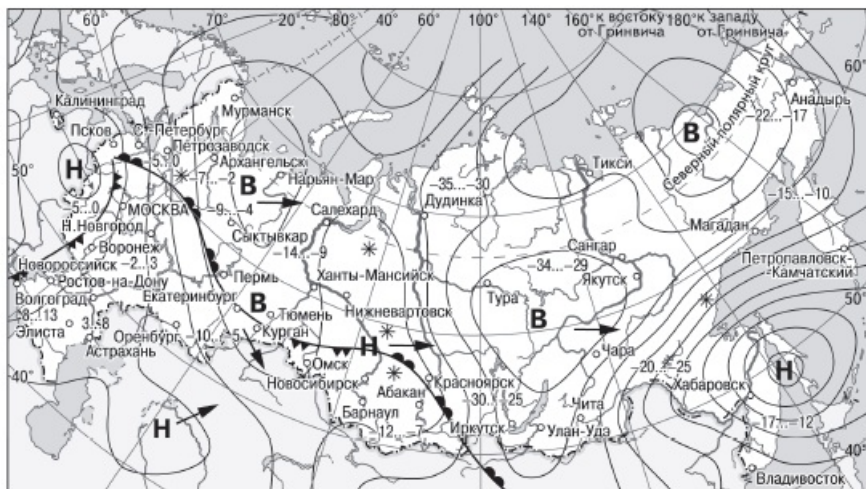 60° 70° 20° 80° 40° 60° 100° 140° 160° к востоку от Гринвича 180° к западу от Гринвича
60°
Калининград
Мурманск
Северный полярный круг
Анадырь
Псков
С.-Петербург
Петрозаводск
В
-22...-17
50°
Н
-5...0
Архангельск
-7...-2
В
Нарьян-Мар
-35...-30
Тикси
-5...0
МОСКВА
-9...-4
Салехард
Дудинка
-15...-10
Н.Новгород
Магадан
Воронеж
Сыктывкар
-14...-9
Сангар
-34...-29
Петропавловск-
Камчатский
Новороссийск
-2...3
Пермь
Ханты-Мансийск
Якутск
Ростов-на-Дону
Тура
50°
Волгоград
Екатеринбург
В
Тюмень
Нижневартовск
В
8...13
Элиста
3...8
Оренбург
-10...-5
Курган
Н
Чара
-20...-25
Астрахань
Омск
Хабаровск
Н
40°
Новосибирск
Красноярск
Абакан
-30...-25
Чита
Н
Барнаул
Иркутск
Улан-Удэ
-17...-12
-12...-7
40°
Владивосток